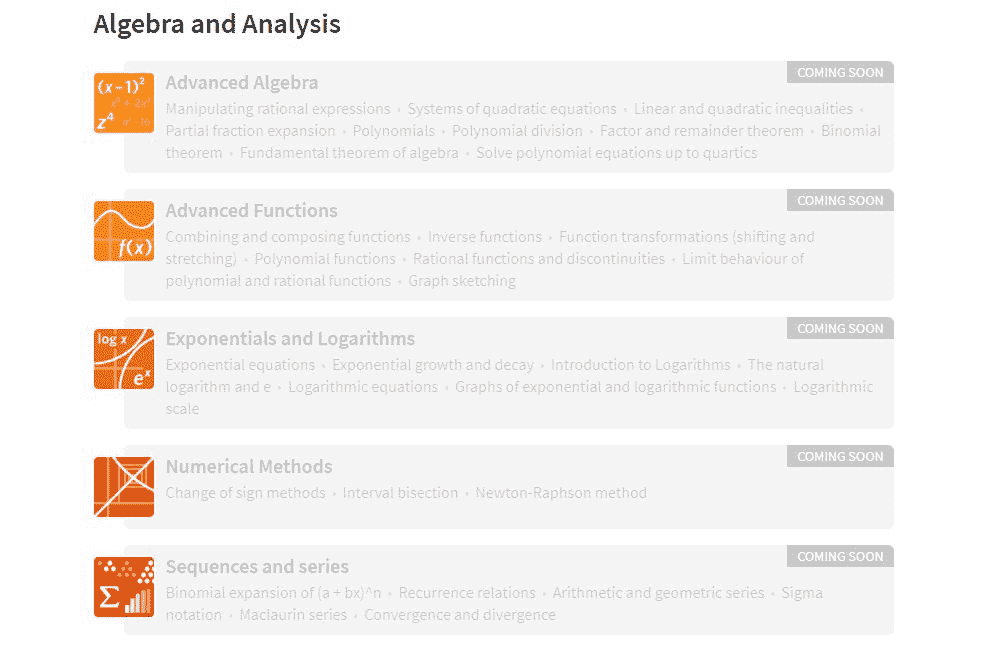 Algebra and Analysis
COMING SOON
(x-1)²
z⁴
Advanced Algebra
Manipulating rational expressions • Systems of quadratic equations • Linear and quadratic inequalities •
Partial fraction expansion • Polynomials • Polynomial division • Factor and remainder theorem • Binomial
theorem • Fundamental theorem of algebra • Solve polynomial equations up to quartics
COMING SOON
f(x)
Advanced Functions
Combining and composing functions • Inverse functions • Function transformations (shifting and
stretching) • Polynomial functions • Rational functions and discontinuities • Limit behaviour of
polynomial and rational functions • Graph sketching
COMING SOON
log x
eˣ
Exponentials and Logarithms
Exponential equations • Exponential growth and decay • Introduction to Logarithms • The natural
logarithm and e • Logarithmic equations • Graphs of exponential and logarithmic functions • Logarithmic
scale
COMING SOON
Numerical Methods
Change of sign methods • Interval bisection • Newton-Raphson method
COMING SOON
Σ
Sequences and series
Binomial expansion of (a + bx)^n • Recurrence relations • Arithmetic and geometric series • Sigma
notation • Maclaurin series • Convergence and divergence